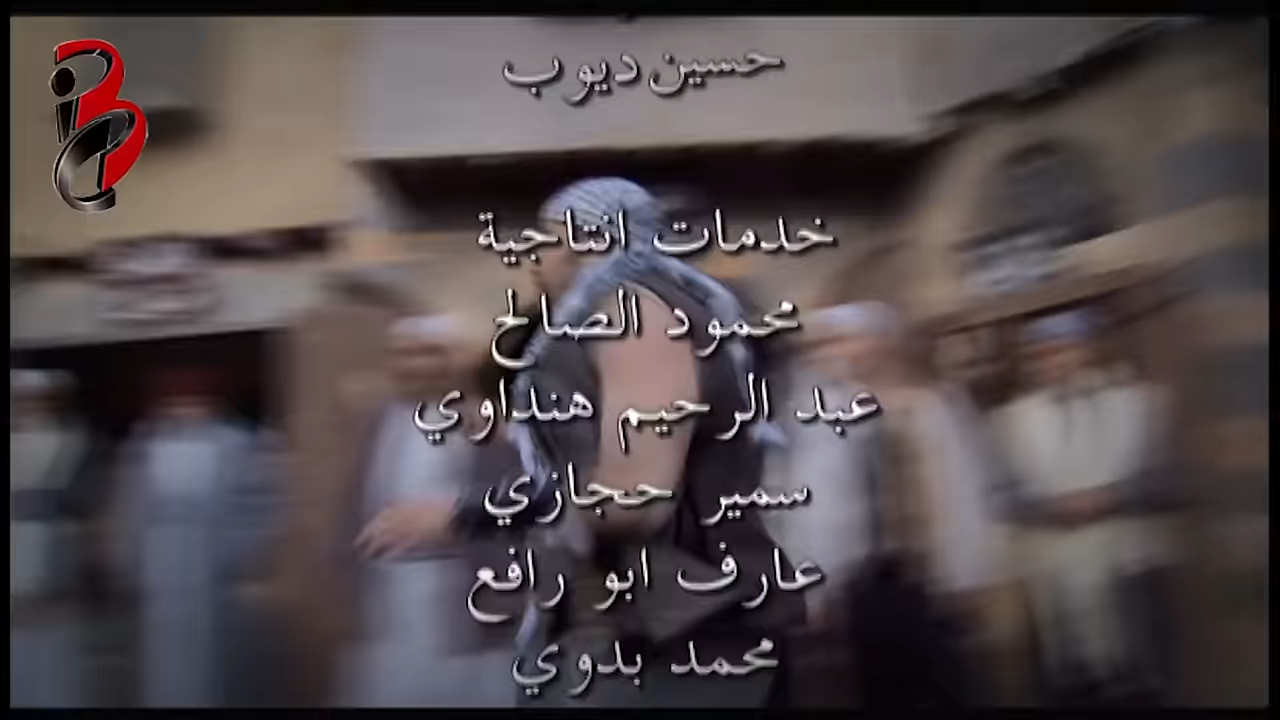 حسين ديوب
خدمات انتاجية
محمود الصالح
عبد الرحيم هنداوي
سمير حجازي
عارف ابو رافع
محمد بدوي